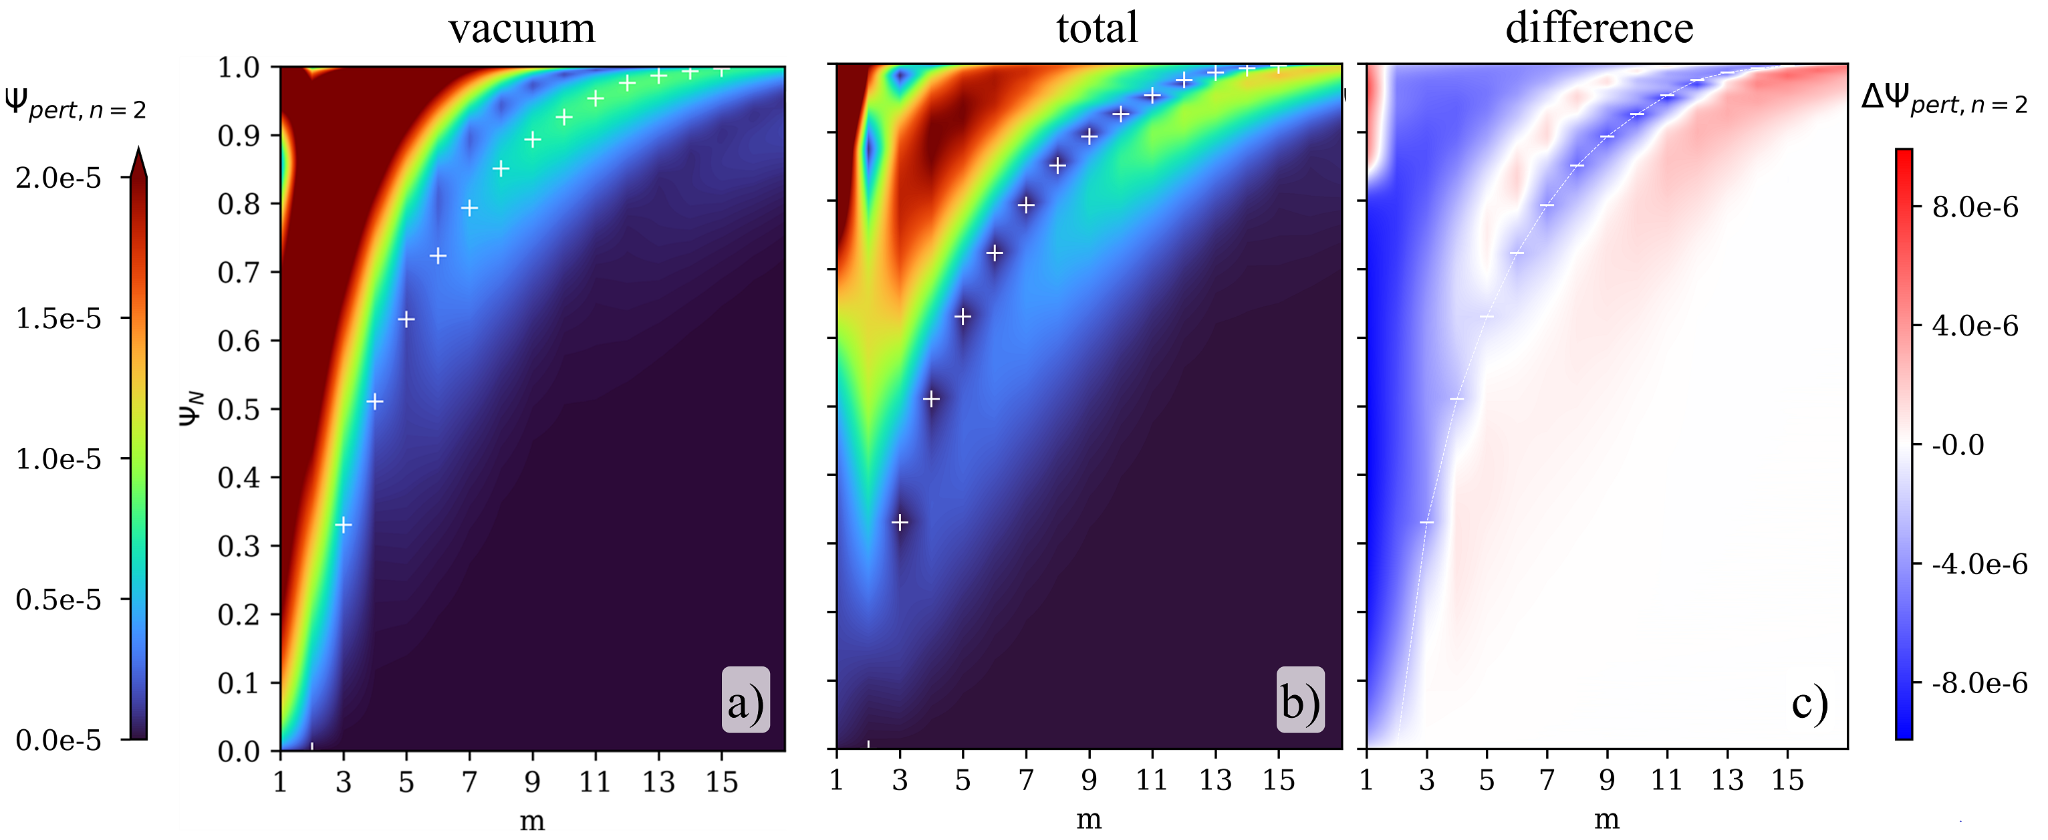 vacuum
total
difference
Ψpert, n = 2
2.0e-5
1.5e-5
1.0e-5
0.5e-5
0.0e-5
ΨN
1.0
0.9
0.8
0.7
0.6
0.5
0.4
0.3
0.2
0.1
0.0
a)
1 3 5 7 9 11 13 15
m
b)
1 3 5 7 9 11 13 15
m
c)
1 3 5 7 9 11 13 15
m
ΔΨpert, n = 2
8.0e-6
4.0e-6
-0.0
-4.0e-6
-8.0e-6